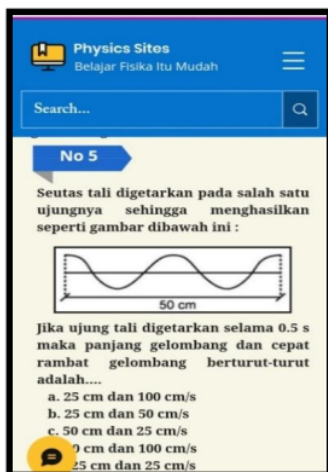 Physics Sites
Belajar Fisika Itu Mudah
Search...
No 5
Seutas tali digetarkan pada salah satu
ujungnya sehingga menghasilkan
seperti gambar dibawah ini :
50 cm
Jika ujung tali digetarkan selama 0.5 s
maka panjang gelombang dan cepat
rambat gelombang berturut-turut
adalah....
a. 25 cm dan 100 cm/s
b. 25 cm dan 50 cm/s
c. 50 cm dan 25 cm/s
cm dan 100 cm/s
25 cm dan 25 cm/s